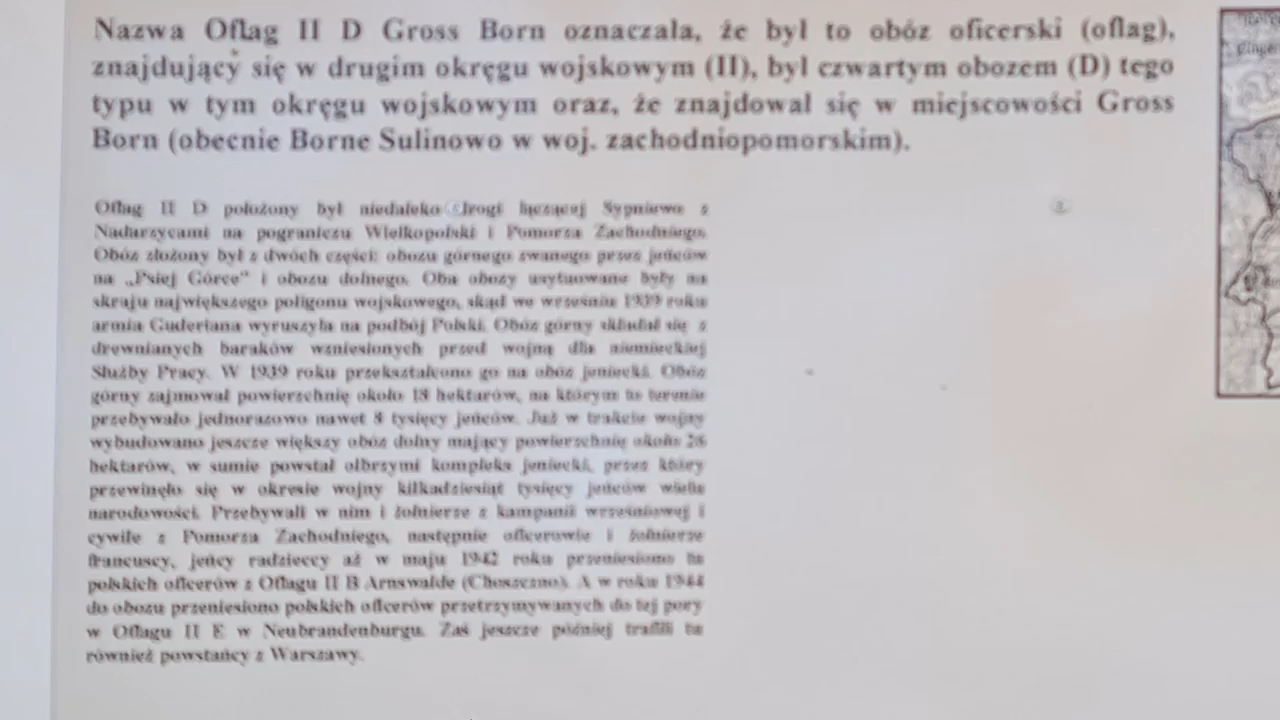 Nazwa Oflag II D Gross Born oznaczała, że był to obóz oficerski (oflag),
znajdujący się w drugim okręgu wojskowym (II), był czwartym obozem (D) tego
typu w tym okręgu wojskowym oraz, że znajdował się w miejscowości Gross
Born (obecnie Borne Sulinowo w woj. zachodniopomorskim).
Oflag II D położony był niedaleko drogi łączącej Sypniewo z
Nadarzycami na pograniczu Wielkopolski i Pomorza Zachodniego.
Obóz złożony był z dwóch części: obozu górnego zwanego przez jeńców
na „Psiej Górce" i obozu dolnego. Oba obozy usytuowane były na
skraju największego poligonu wojskowego, skąd we wrześniu 1939 roku
armia Guderiana wyruszyła na podbój Polski. Obóz górny składał się z
drewnianych baraków wzniesionych przed wojną dla niemieckiej
Służby Pracy. W 1939 roku przekształcono go na obóz jeniecki. Obóz
górny zajmował powierzchnię około 18 hektarów, na którym to terenie
przebywało jednorazowo nawet 8 tysięcy jeńców. Już w trakcie wojny
wybudowano jeszcze większy obóz dolny mający powierzchnię około
hektarów, w sumie powstał olbrzymi kompleks jeniecki, przez który
przewinęło się w okresie wojny kilkadziesiąt tysięcy jeńców wielu
narodowości. Przebywali w nim i żołnierze z kampanii wrześniowej i
cywile z Pomorza Zachodniego, następnie oficerowie i żołnierze
francuscy, jeńcy radzieccy aż w maju 1942 roku przeniesiono tu
polskich oficerów z Oflagu II B Arnswalde (Choszczno). A w roku 1944
do obozu przeniesiono polskich oficerów przetrzymywanych do tej pory
w Oflagu II E w Neubrandenburgu. Zaś jeszcze później trafili tu
również powstańcy z Warszawy.